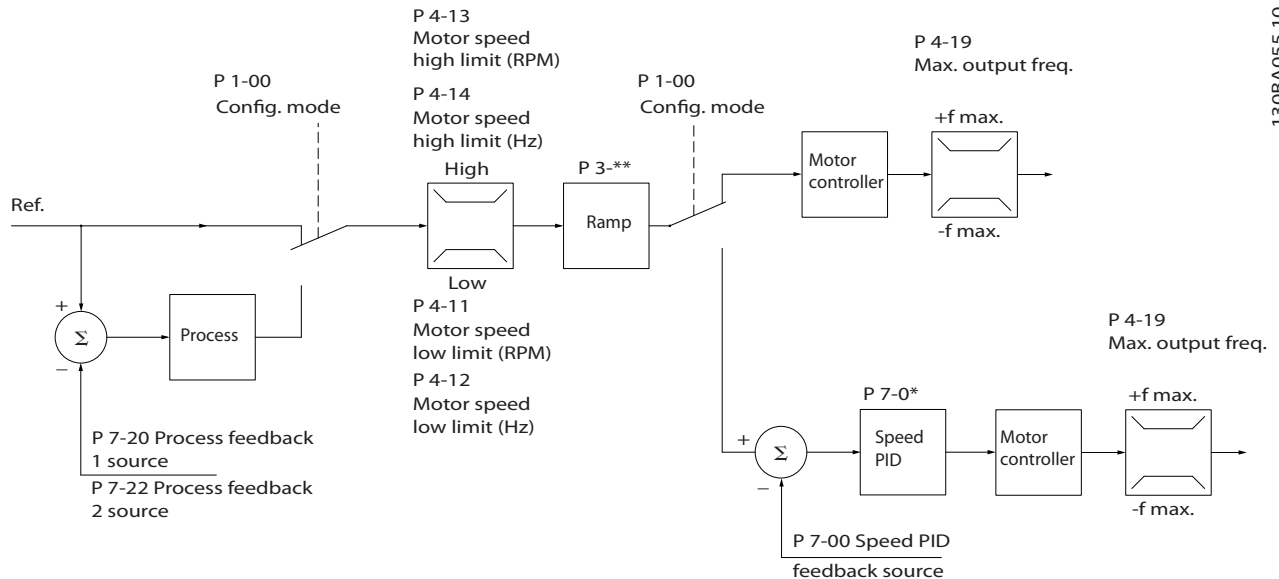 P 4-13
Motor speed
high limit (RPM)
P 4-14
Motor speed
high limit (Hz)
High
P 1-00
Config. mode
P 1-00
Config. mode
P 4-19
Max. output freq.
130BA055.10
Ref.
P 3-**
Ramp
Motor
controller
+f max.
-f max.
Low
P 4-11
Motor speed
low limit (RPM)
P 4-12
Motor speed
low limit (Hz)
+
Σ
−
Process
P 7-20 Process feedback
1 source
P 7-22 Process feedback
2 source
+
Σ
−
P 7-0*
Speed
PID
Motor
controller
P 4-19
Max. output freq.
+f max.
-f max.
P 7-00 Speed PID
feedback source